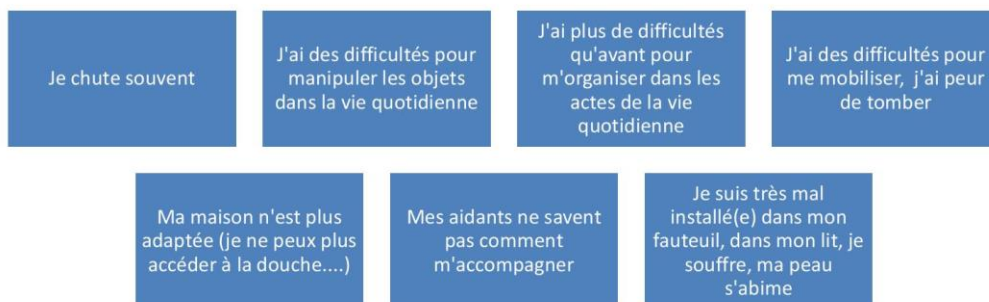 Je chute souvent
J'ai des difficultés pour
manipuler les objets
dans la vie quotidienne
J'ai plus de difficultés
qu'avant pour
m'organiser dans les
actes de la vie
quotidienne
J'ai des difficultés pour
me mobiliser, j'ai peur
de tomber
Ma maison n'est plus
adaptée (je ne peux plus
accéder à la douche....)
Mes aidants ne savent
pas comment
m'accompagner
Je suis très mal
installé(e) dans mon
fauteuil, dans mon lit, je
souffre, ma peau
s'abime